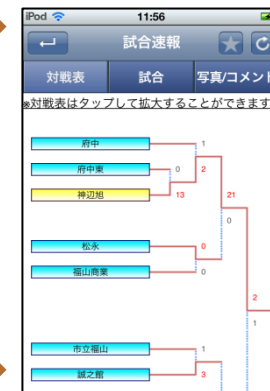 iPod 11:56
試合速報
対戦表 試合 写真/コメント
※対戦表はタップして拡大することができます
府中 1
府中東 0 2
神辺旭 13 21
0
松永 0
福山商業 0
2
1
市立福山 1
誠之館 3